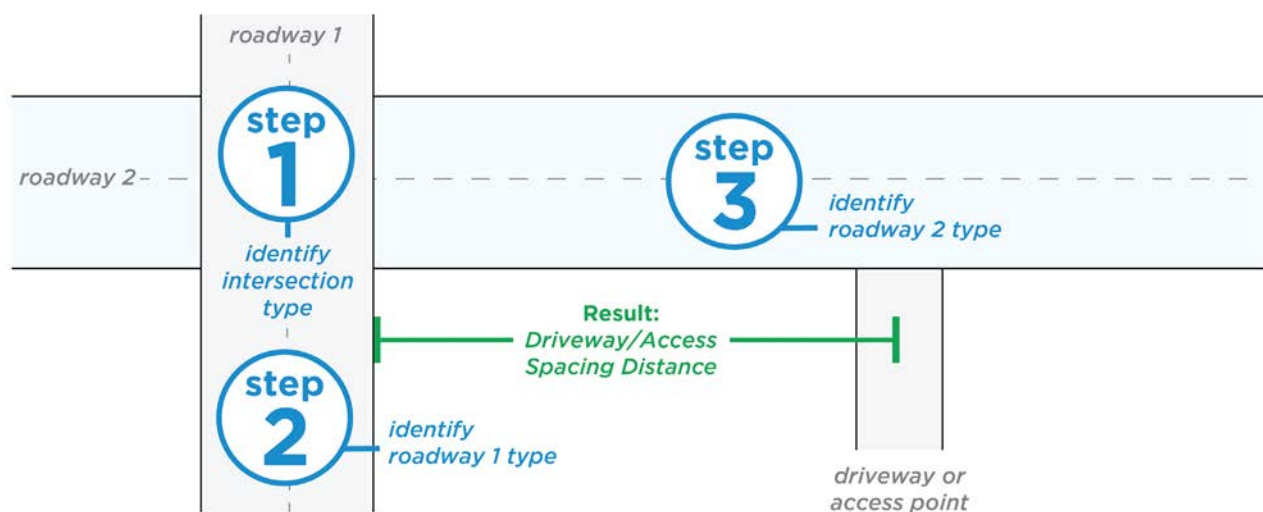 roadway 1
step
1
roadway 2
identify
intersection
type
step
3
identify
roadway 2 type
Result:
Driveway/Access
Spacing Distance
step
2
identify
roadway 1 type
driveway or
access point